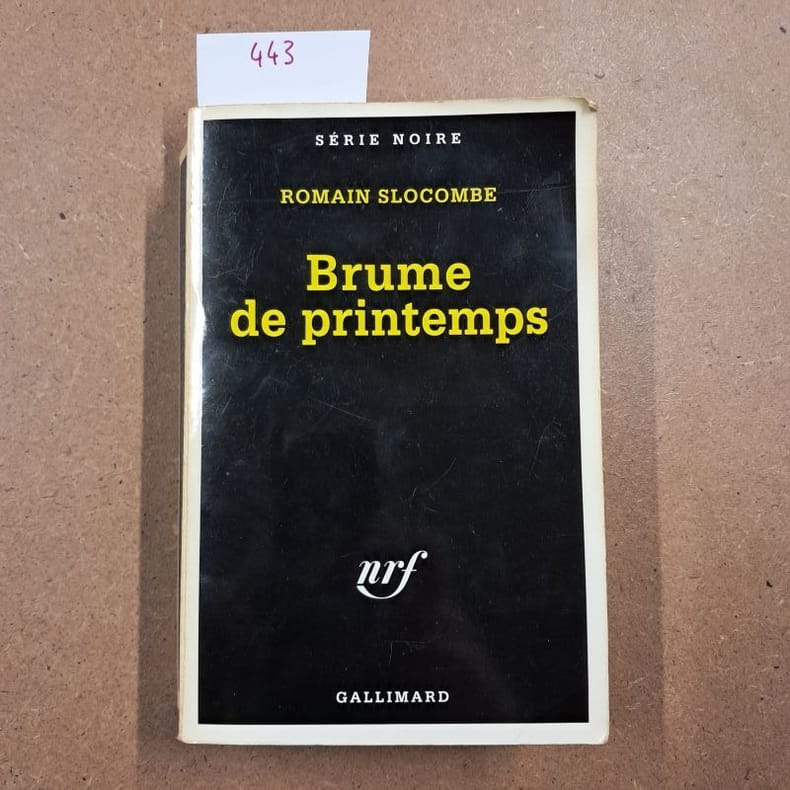 443
SÉRIE NOIRE
ROMAIN SLOCOMBE
Brume
de printemps
nrf
GALLIMARD